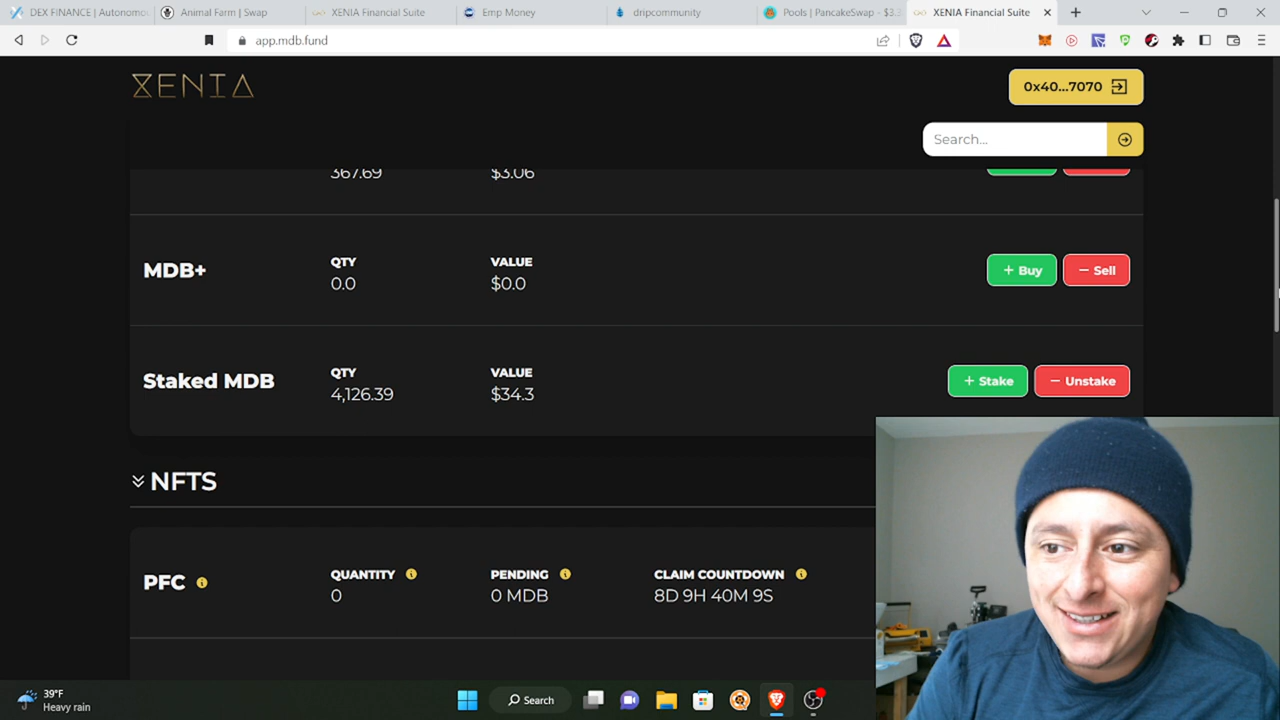 DEX FINANCE | Autonomo
Animal Farm | Swap
XENIA Financial Suite
Emp Money
dripcommunity
Pools | PancakeSwap - $3.
XENIA Financial Suite
app.mdb.fund
XENIA
0x40...7070
Search...
367.69 $3.06
QTY VALUE
MDB+ 0.0 $0.0 + Buy − Sell
QTY VALUE
Staked MDB 4,126.39 $34.3 + Stake − Unstake
NFTS
QUANTITY PENDING CLAIM COUNTDOWN
PFC 0 0 MDB 8D 9H 40M 9S
39°F
Heavy rain
Search